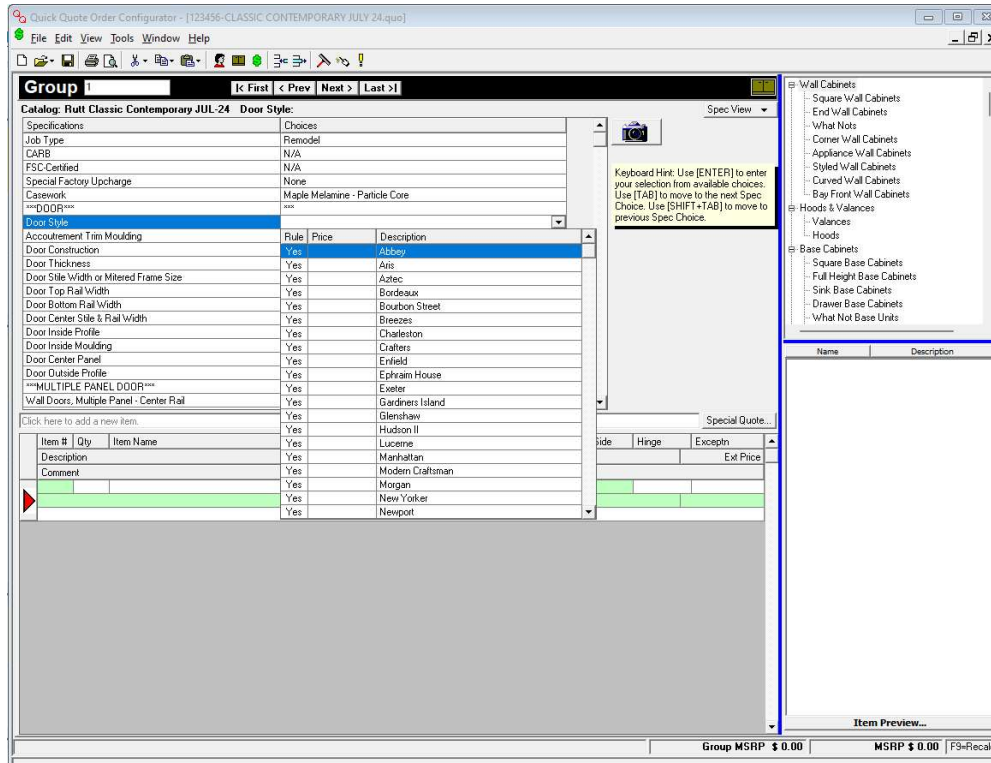 Quick Quote Order Configurator - [123456-CLASSIC CONTEMPORARY JULY 24.quo]
File Edit View Tools Window Help
Group 1 |< First < Prev Next > Last >|
Catalog: Rutt Classic Contemporary JUL-24 Door Style: Spec View
Specifications Choices
Job Type Remodel
CARB N/A
FSC-Certified N/A
Special Factory Upcharge None
Casework Maple Melamine - Particle Core
***DOOR*** ***
Door Style
Accoutrement Trim Moulding
Door Construction
Door Thickness
Door Stile Width or Mitered Frame Size
Door Top Rail Width
Door Bottom Rail Width
Door Center Stile & Rail Width
Door Inside Profile
Door Inside Moulding
Door Center Panel
Door Outside Profile
***MULTIPLE PANEL DOOR***
Wall Doors, Multiple Panel - Center Rail
Rule Price Description
Yes Abbey
Yes Aris
Yes Aztec
Yes Bordeaux
Yes Bourbon Street
Yes Breezes
Yes Charleston
Yes Crafters
Yes Enfield
Yes Ephraim House
Yes Exeter
Yes Gardiners Island
Yes Glenshaw
Yes Hudson II
Yes Lucerne
Yes Manhattan
Yes Modern Craftsman
Yes Morgan
Yes New Yorker
Yes Newport
Keyboard Hint: Use [ENTER] to enter
your selection from available choices.
Use [TAB] to move to the next Spec
Choice. Use [SHIFT+TAB] to move to
previous Spec Choice.
Click here to add a new item. Special Quote...
Item # Qty Item Name Side Hinge Exceptn
Description Ext Price
Comment
Wall Cabinets
Square Wall Cabinets
End Wall Cabinets
What Nots
Corner Wall Cabinets
Appliance Wall Cabinets
Styled Wall Cabinets
Curved Wall Cabinets
Bay Front Wall Cabinets
Hoods & Valances
Valances
Hoods
Base Cabinets
Square Base Cabinets
Full Height Base Cabinets
Sink Base Cabinets
Drawer Base Cabinets
What Not Base Units
Name Description
Item Preview...
Group MSRP $ 0.00 MSRP $ 0.00 F9=Recal